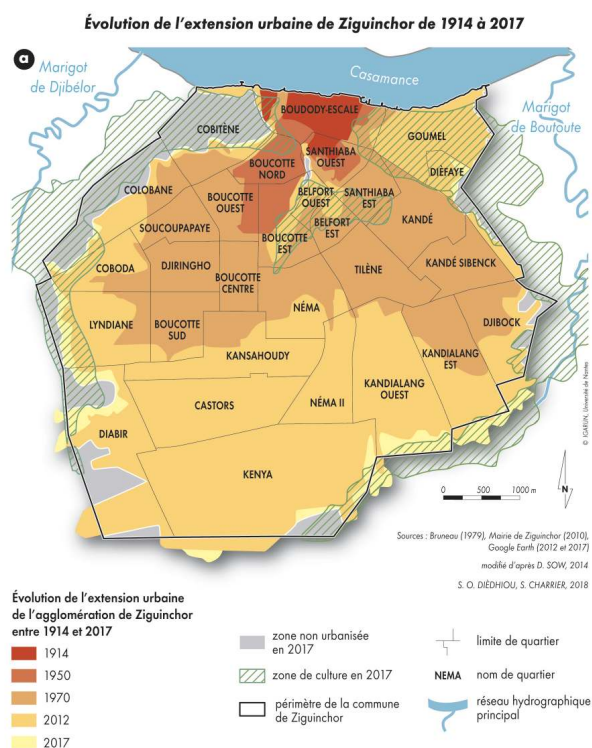 Évolution de l'extension urbaine de Ziguinchor de 1914 à 2017
a
Marigot
de Djibélor
Casamance
Marigot
de Boutoute
BOUDODY-ESCALE
COBITÈNE
GOUMEL
SANTHIABA
OUEST
BOUCOTTE
NORD
DIÉFAYE
COLOBANE
BOUCOTTE
OUEST
BELFORT
OUEST
SANTHIABA
EST
KANDÉ
SOUCOUPAPAYE
BELFORT
EST
BOUCOTTE
EST
COBODA
DJIRINGHO
BOUCOTTE
CENTRE
TILÈNE
KANDÉ SIBENCK
NÉMA
LYNDIANE
BOUCOTTE
SUD
DJIBOCK
KANSAHOUDY
KANDIALANG
EST
KANDIALANG
OUEST
CASTORS
NÉMA II
DIABIR
KENYA
© IGARUN, Université de Nantes
0 500 1000 m
N
Sources : Bruneau (1979), Mairie de Ziguinchor (2010),
Google Earth (2012 et 2017)
modifié d'après D. SOW, 2014
S. O. DIÈDHIOU, S. CHARRIER, 2018
Évolution de l'extension urbaine
de l'agglomération de Ziguinchor
entre 1914 et 2017
1914
1950
1970
2012
2017
zone non urbanisée
en 2017
zone de culture en 2017
périmètre de la commune
de Ziguinchor
limite de quartier
NEMA nom de quartier
réseau hydrographique
principal